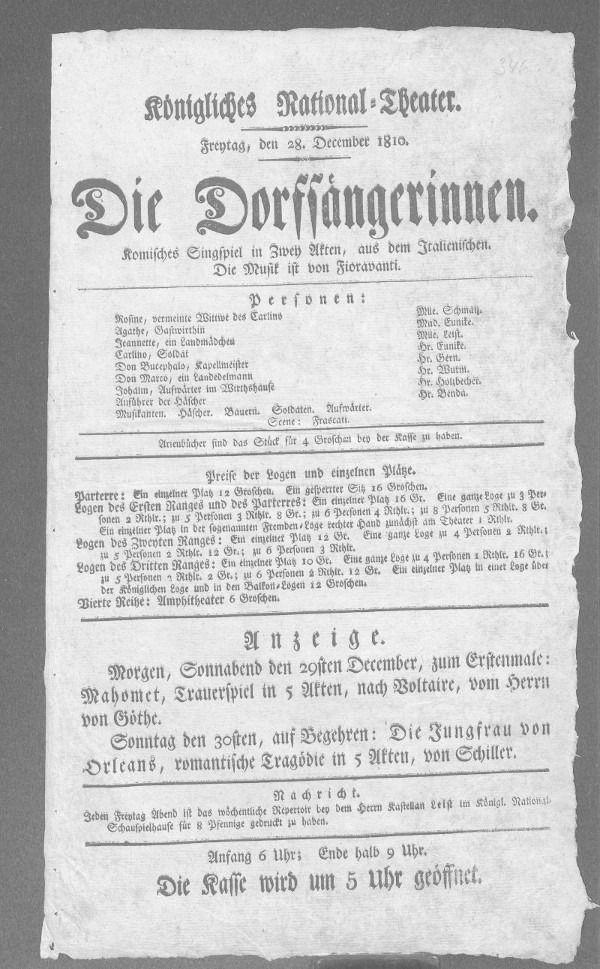 346.
Königliches National-Theater.
Freytag, den 28. December 1810.
Die Dorfsängerinnen.
Komisches Singspiel in Zwey Akten, aus dem Italienischen.
Die Musik ist von Fioravanti.
Personen:
Rosine, vermeinte Wittwe des Carlino Mlle. Schmalz.
Agathe, Gastwirthin Mad. Eunike.
Jeannette, ein Landmädchen Mlle. Leist.
Carlino, Soldat Hr. Eunike.
Don Bucephalo, Kapellmeister Hr. Gern.
Don Marco, ein Landedelmann Hr. Wurm.
Johann, Aufwärter im Wirthshause Hr. Holzbecher.
Anführer der Häscher Hr. Benda.
Musikanten. Häscher. Bauern. Soldaten. Aufwärter.
Scene: Frascati.
Arienbücher sind das Stück für 4 Groschen bey der Kasse zu haben.
Preise der Logen und einzelnen Plätze.
Parterre: Ein einzelner Platz 12 Groschen. Ein gesperrter Sitz 16 Groschen.
Logen des Ersten Ranges und des Parterres: Ein einzelner Platz 16 Gr. Eine ganze Loge zu 3 Per-
sonen 2 Rthlr.; zu 5 Personen 3 Rthlr. 8 Gr.; zu 6 Personen 4 Rthlr.; zu 8 Personen 5 Rthlr. 8 Gr.
Ein einzelner Platz in der sogenannten Fremden-Loge rechter Hand zunächst am Theater 1 Rthlr.
Logen des Zweyten Ranges: Ein einzelner Platz 12 Gr. Eine ganze Loge zu 4 Personen 2 Rthlr.;
zu 5 Personen 2 Rthlr. 12 Gr.; zu 6 Personen 3 Rthlr.
Logen des Dritten Ranges: Ein einzelner Platz 10 Gr. Eine ganze Loge zu 4 Personen 1 Rthlr. 16 Gr.;
zu 5 Personen 2 Rthlr. 2 Gr.; zu 6 Personen 2 Rthlr. 12 Gr. Ein einzelner Platz in einer Loge über
der Königlichen Loge und in den Balkon-Logen 12 Groschen.
Vierte Reihe: Amphitheater 6 Groschen.
Anzeige.
Morgen, Sonnabend den 29sten December, zum Erstenmale:
Mahomet, Trauerspiel in 5 Akten, nach Voltaire, vom Herrn
von Göthe.
Sonntag den 30sten, auf Begehren: Die Jungfrau von
Orleans, romantische Tragödie in 5 Akten, von Schiller.
Nachricht.
Jeden Freytag Abend ist das wöchentliche Repertoir bey dem Herrn Kastellan Leist im Königl. National-
Schauspielhause für 8 Pfennige gedruckt zu haben.
Anfang 6 Uhr; Ende halb 9 Uhr.
Die Kasse wird um 5 Uhr geöffnet.